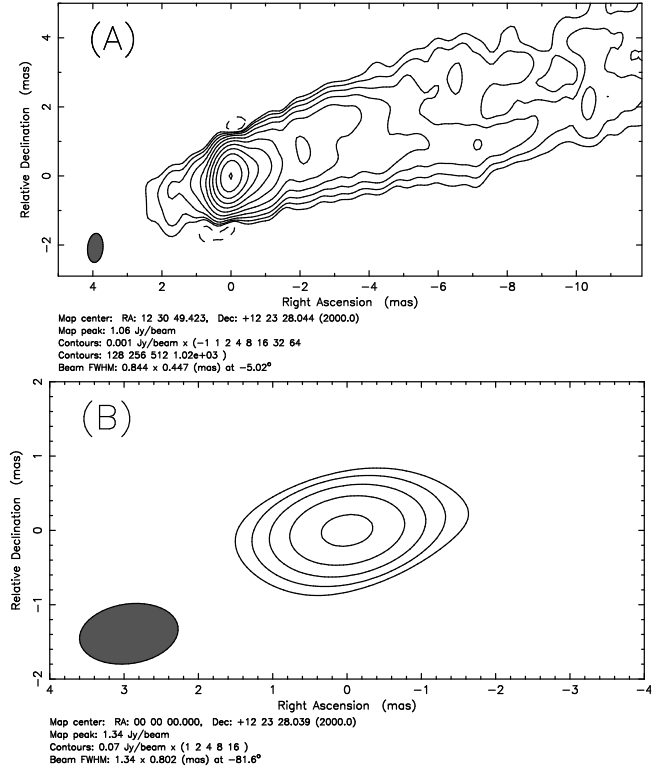 (A)
4
2
0
-2
Relative Declination (mas)
4 2 0 -2 -4 -6 -8 -10
Right Ascension (mas)
Map center: RA: 12 30 49.423, Dec: +12 23 28.044 (2000.0)
Map peak: 1.06 Jy/beam
Contours: 0.001 Jy/beam x (-1 1 2 4 8 16 32 64
Contours: 128 256 512 1.02e+03 )
Beam FWHM: 0.844 x 0.447 (mas) at -5.02°
(B)
2
1
0
-1
-2
Relative Declination (mas)
4 3 2 1 0 -1 -2 -3 -4
Right Ascension (mas)
Map center: RA: 00 00 00.000, Dec: +12 23 28.039 (2000.0)
Map peak: 1.34 Jy/beam
Contours: 0.07 Jy/beam x (1 2 4 8 16 )
Beam FWHM: 1.34 x 0.802 (mas) at -81.6°